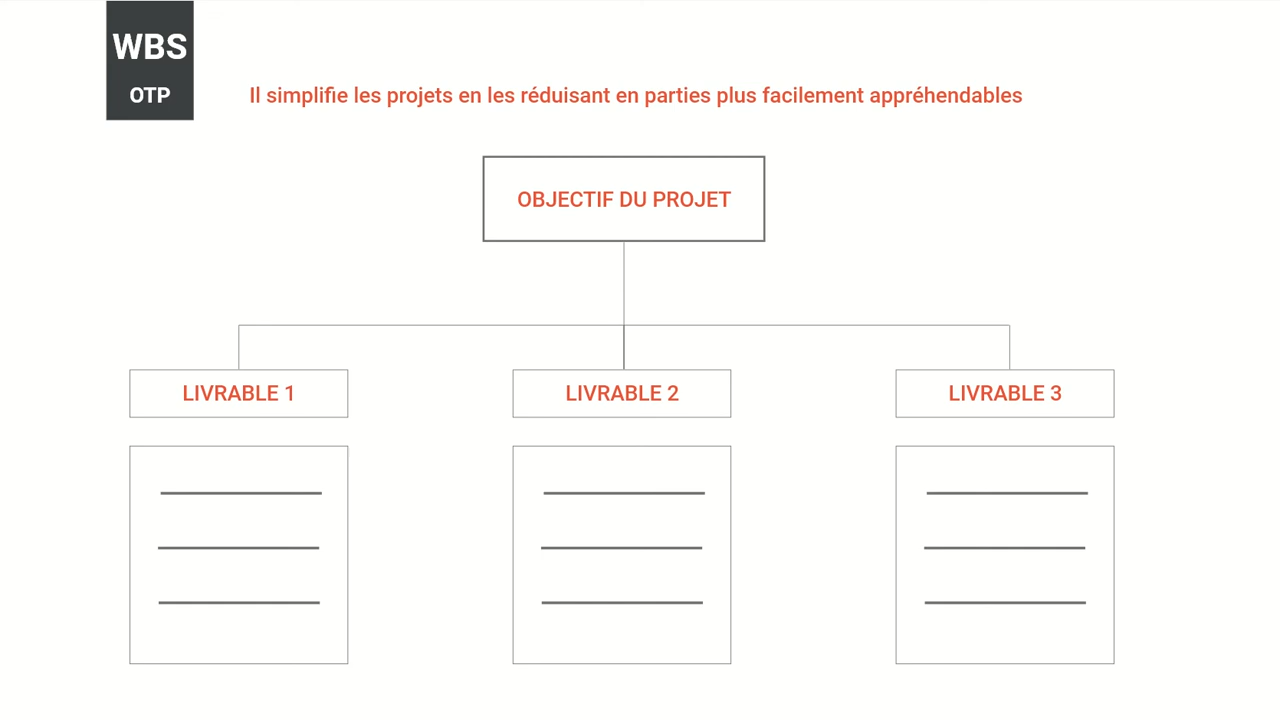 WBS
OTP
Il simplifie les projets en les réduisant en parties plus facilement appréhendables
OBJECTIF DU PROJET
LIVRABLE 1
LIVRABLE 2
LIVRABLE 3